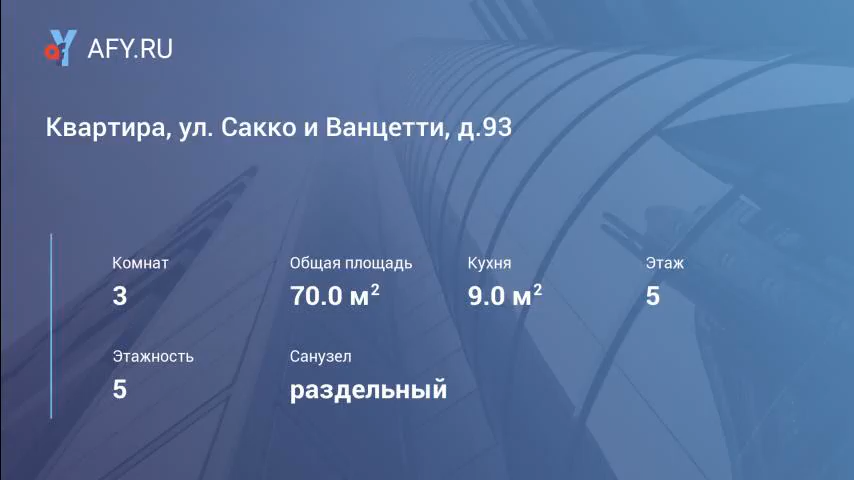 AFY.RU
Квартира, ул. Сакко и Ванцетти, д.93
Комнат
3
Общая площадь
70.0 м²
Кухня
9.0 м²
Этаж
5
Этажность
5
Санузел
раздельный